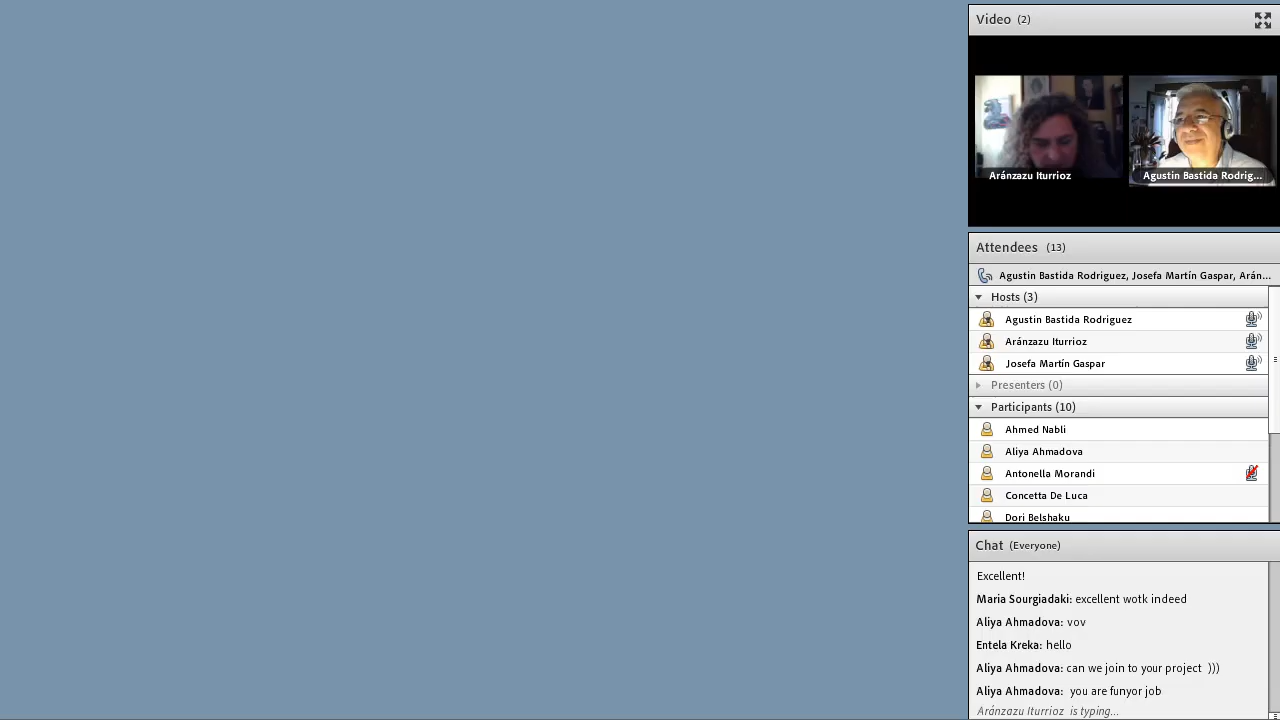 Video (2)
Aránzazu Iturrioz
Agustin Bastida Rodrig...
Attendees (13)
Agustin Bastida Rodriguez, Josefa Martín Gaspar, Arán...
Hosts (3)
Agustin Bastida Rodriguez
Aránzazu Iturrioz
Josefa Martín Gaspar
Presenters (0)
Participants (10)
Ahmed Nabli
Aliya Ahmadova
Antonella Morandi
Concetta De Luca
Dori Belshaku
Chat (Everyone)
Excellent!
Maria Sourgiadaki: excellent wotk indeed
Aliya Ahmadova: vov
Entela Kreka: hello
Aliya Ahmadova: can we join to your project )))
Aliya Ahmadova: you are funyor job
Aránzazu Iturrioz is typing...